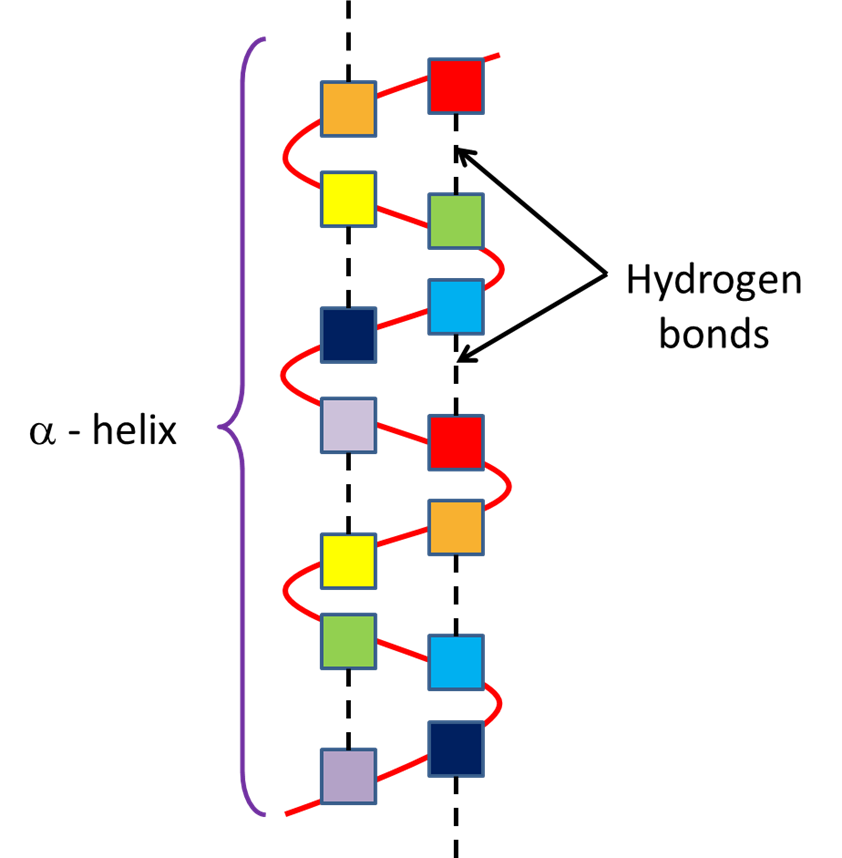 α - helix
Hydrogen
bonds